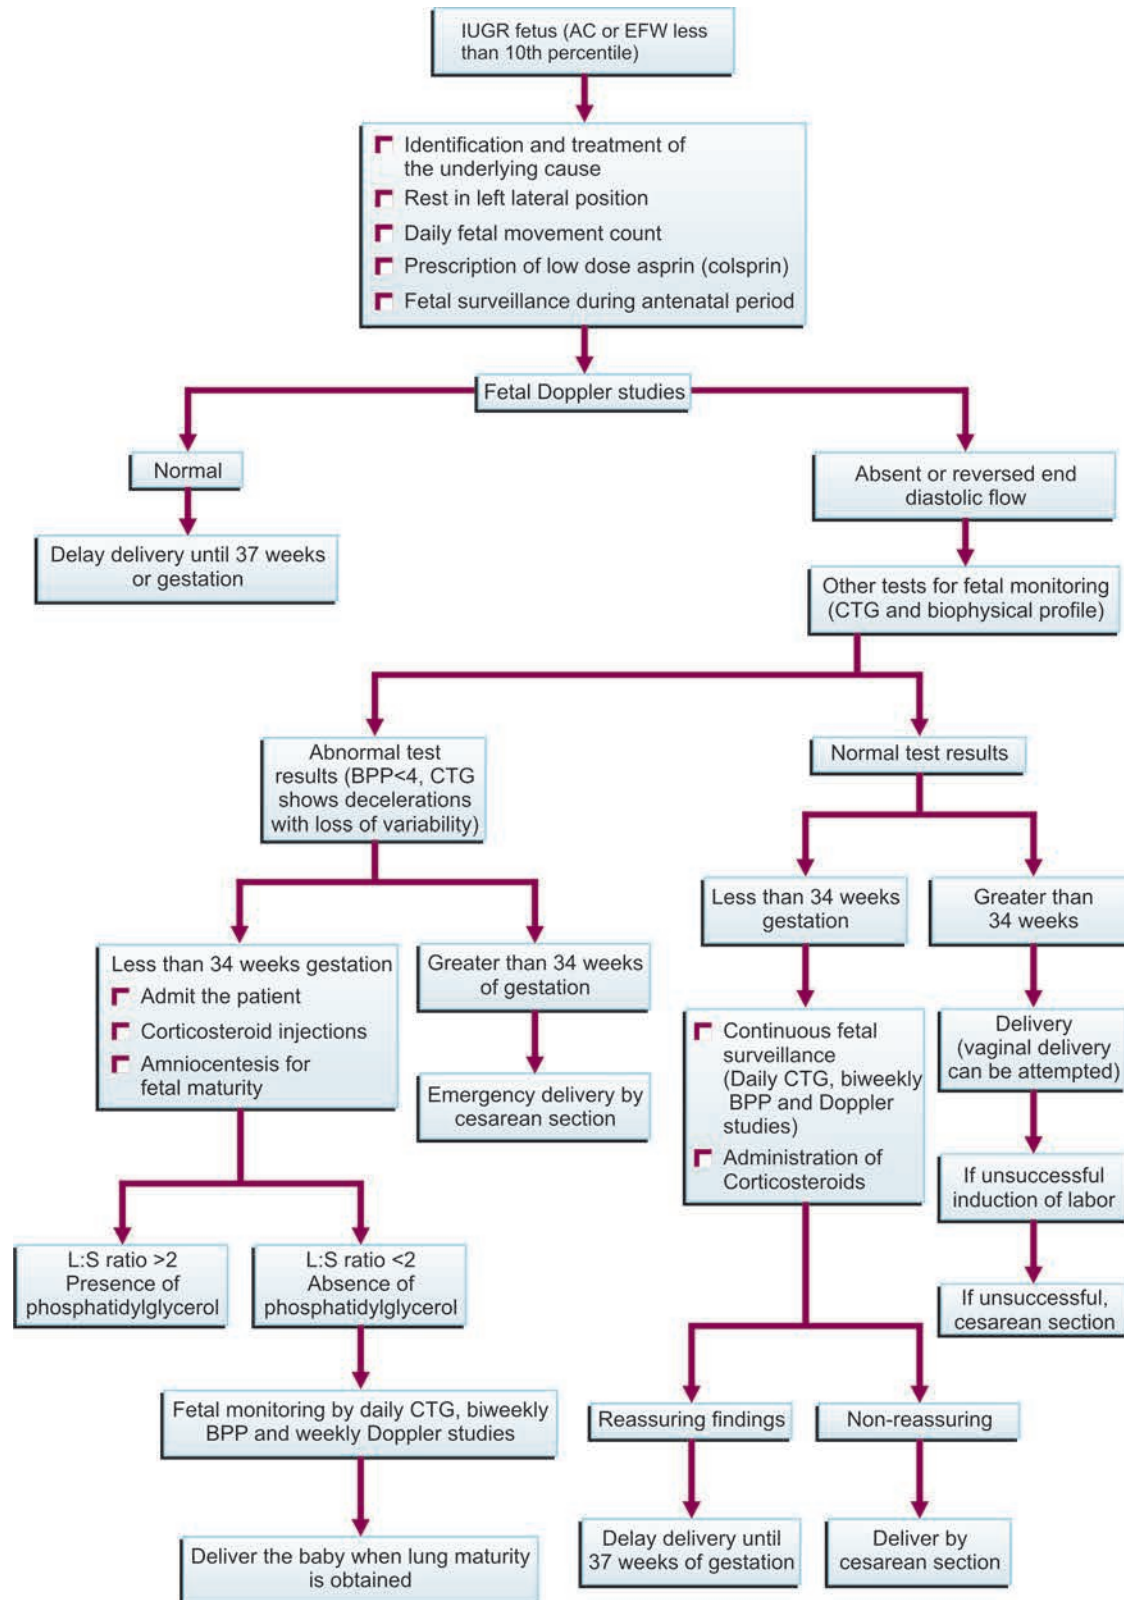 IUGR fetus (AC or EFW less
than 10th percentile)
Identification and treatment of
the underlying cause
Rest in left lateral position
Daily fetal movement count
Prescription of low dose asprin (colsprin)
Fetal surveillance during antenatal period
Fetal Doppler studies
Normal
Delay delivery until 37 weeks
or gestation
Absent or reversed end
diastolic flow
Other tests for fetal monitoring
(CTG and biophysical profile)
Abnormal test
results (BPP<4, CTG
shows decelerations
with loss of variability)
Less than 34 weeks gestation
Admit the patient
Corticosteroid injections
Amniocentesis for
fetal maturity
Greater than 34 weeks
of gestation
Emergency delivery by
cesarean section
L:S ratio >2
Presence of
phosphatidylglycerol
L:S ratio <2
Absence of
phosphatidylglycerol
Fetal monitoring by daily CTG, biweekly
BPP and weekly Doppler studies
Deliver the baby when lung maturity
is obtained
Normal test results
Less than 34 weeks
gestation
Continuous fetal
surveillance
(Daily CTG, biweekly
BPP and Doppler
studies)
Administration of
Corticosteroids
Reassuring findings
Delay delivery until
37 weeks of gestation
Non-reassuring
Deliver by
cesarean section
Greater than
34 weeks
Delivery
(vaginal delivery
can be attempted)
If unsuccessful
induction of labor
If unsuccessful,
cesarean section